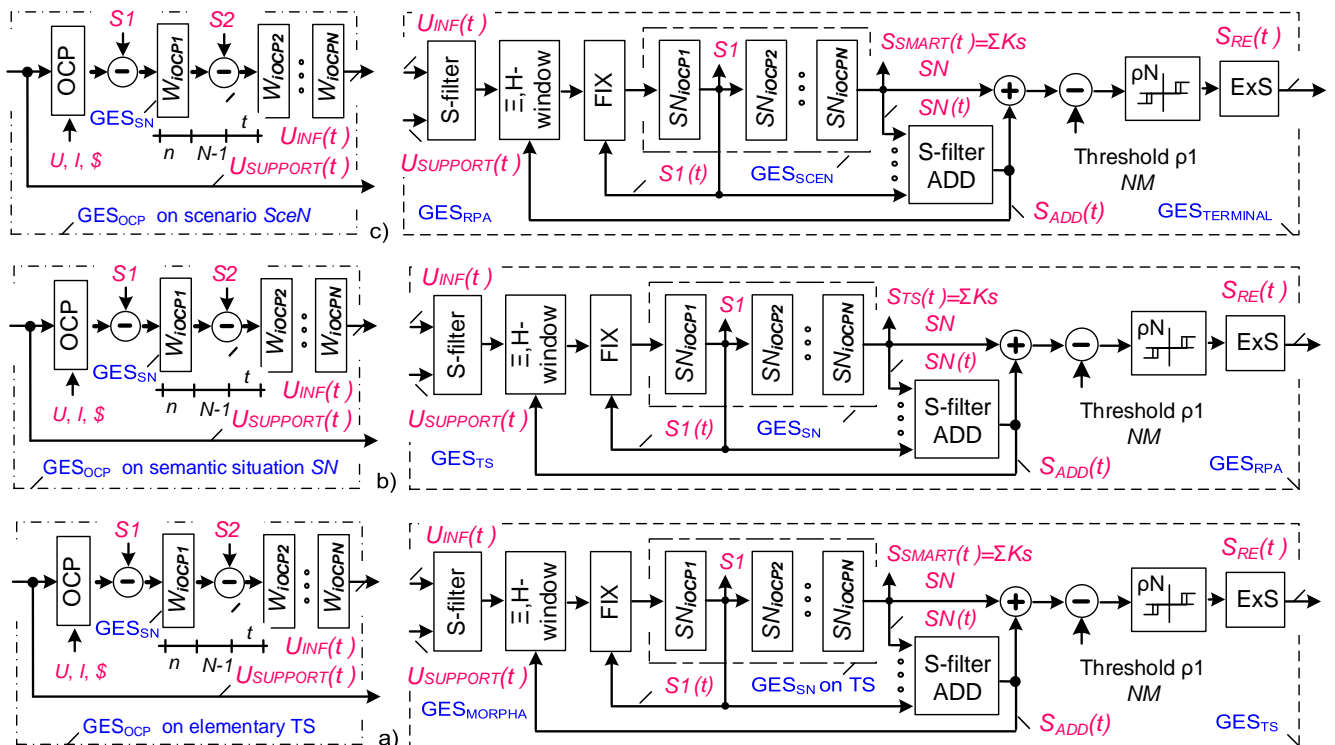 S1
S2
OCP
WiOCP1
WiOCP2
WiOCPN
GESSN
t
n
N-1
UINF(t)
U, I, $
USUPPORT(t)
GESOCP on scenario SceN
c)
UINF(t)
S-filter
Ξ,H-window
FIX
S1
SNiOCP1
SNiOCP2
SNiOCPN
SSMART(t)=ΣKs
SN
SN(t)
SRE(t)
ρN
ExS
USUPPORT(t)
S1(t)
GESSCEN
S-filter ADD
Threshold ρ1
NM
GESRPA
SADD(t)
GESTERMINAL
S1
S2
OCP
WiOCP1
WiOCP2
WiOCPN
GESSN
t
n
N-1
UINF(t)
U, I, $
USUPPORT(t)
GESOCP on semantic situation SN
b)
UINF(t)
S-filter
Ξ,H-window
FIX
S1
SNiOCP1
SNiOCP2
SNiOCPN
STS(t)=ΣKs
SN
SN(t)
SRE(t)
ρN
ExS
USUPPORT(t)
S1(t)
GESSN
S-filter ADD
Threshold ρ1
NM
GESTS
SADD(t)
GESRPA
S1
S2
OCP
WiOCP1
WiOCP2
WiOCPN
GESSN
t
n
N-1
UINF(t)
U, I, $
USUPPORT(t)
GESOCP on elementary TS
a)
UINF(t)
S-filter
Ξ,H-window
FIX
S1
SNiOCP1
SNiOCP2
SNiOCPN
SSMART(t)=ΣKs
SN
SN(t)
SRE(t)
ρN
ExS
USUPPORT(t)
S1(t)
GESSN on TS
S-filter ADD
Threshold ρ1
NM
GESMORPHA
SADD(t)
GESTS